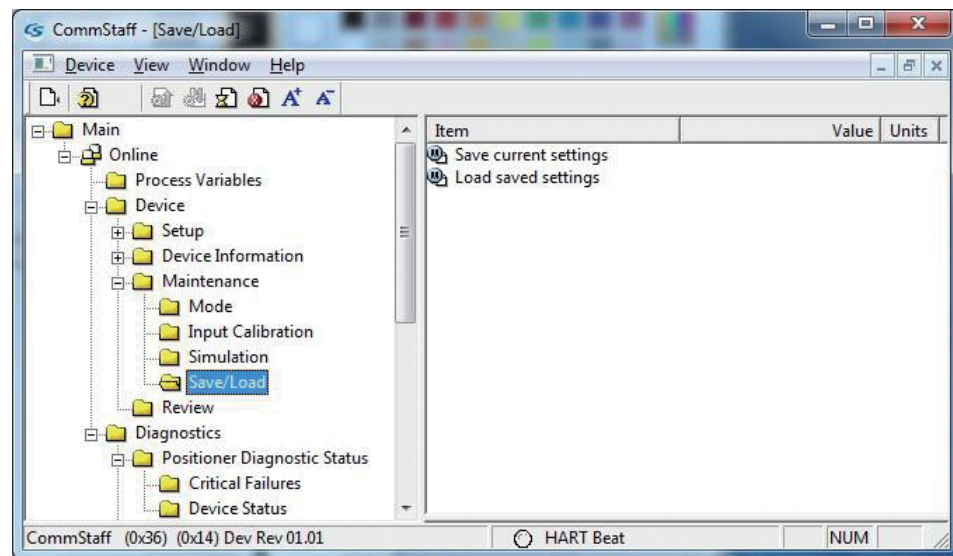 CommStaff - [Save/Load]
Device View Window Help
Main
Online
Process Variables
Device
Setup
Device Information
Maintenance
Mode
Input Calibration
Simulation
Save/Load
Review
Diagnostics
Positioner Diagnostic Status
Critical Failures
Device Status
Item Value Units
Save current settings
Load saved settings
CommStaff (0x36) (0x14) Dev Rev 01.01 HART Beat NUM